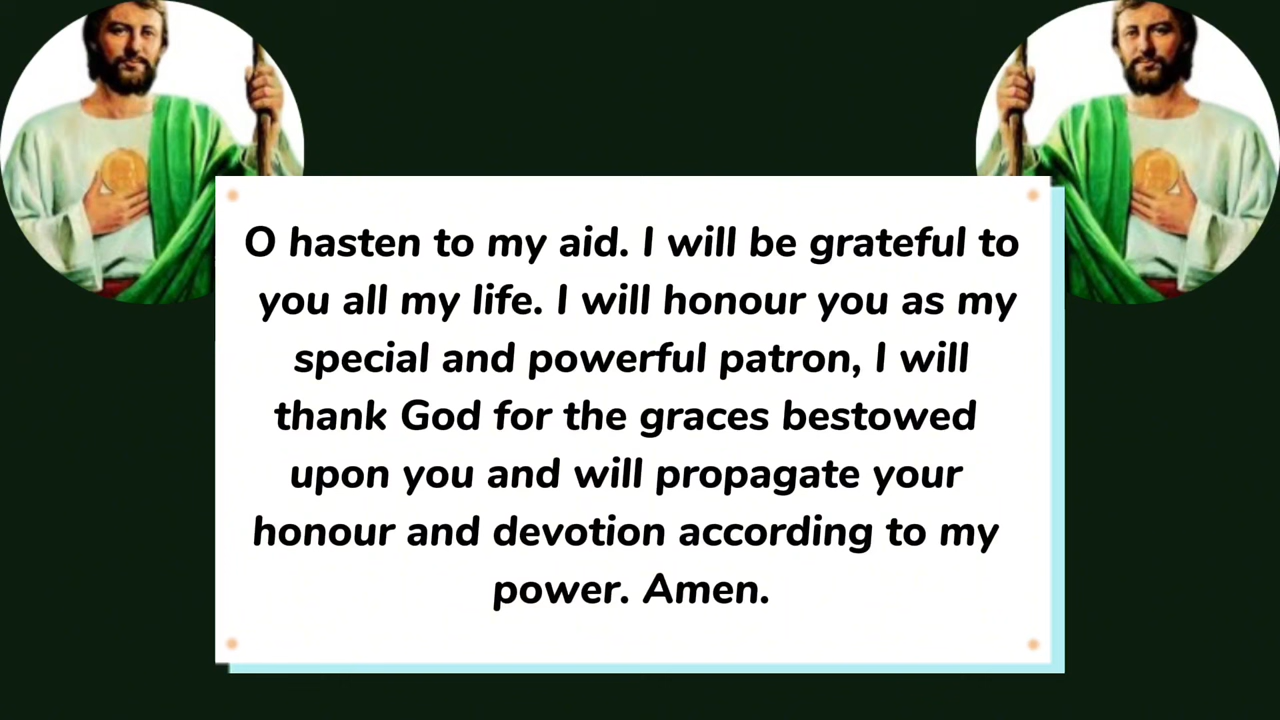 O hasten to my aid. I will be grateful to
you all my life. I will honour you as my
special and powerful patron, I will
thank God for the graces bestowed
upon you and will propagate your
honour and devotion according to my
power. Amen.